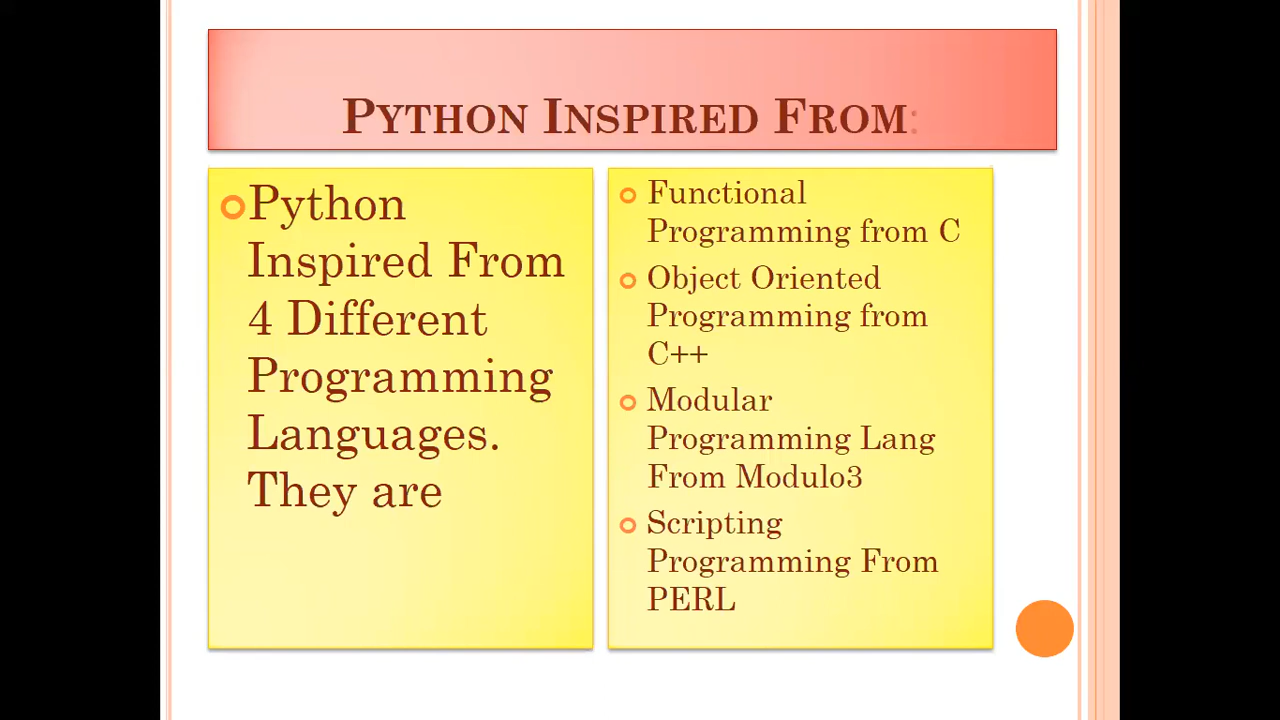 PYTHON INSPIRED FROM:
Python
Inspired From
4 Different
Programming
Languages.
They are
Functional
Programming from C
Object Oriented
Programming from
C++
Modular
Programming Lang
From Modulo3
Scripting
Programming From
PERL